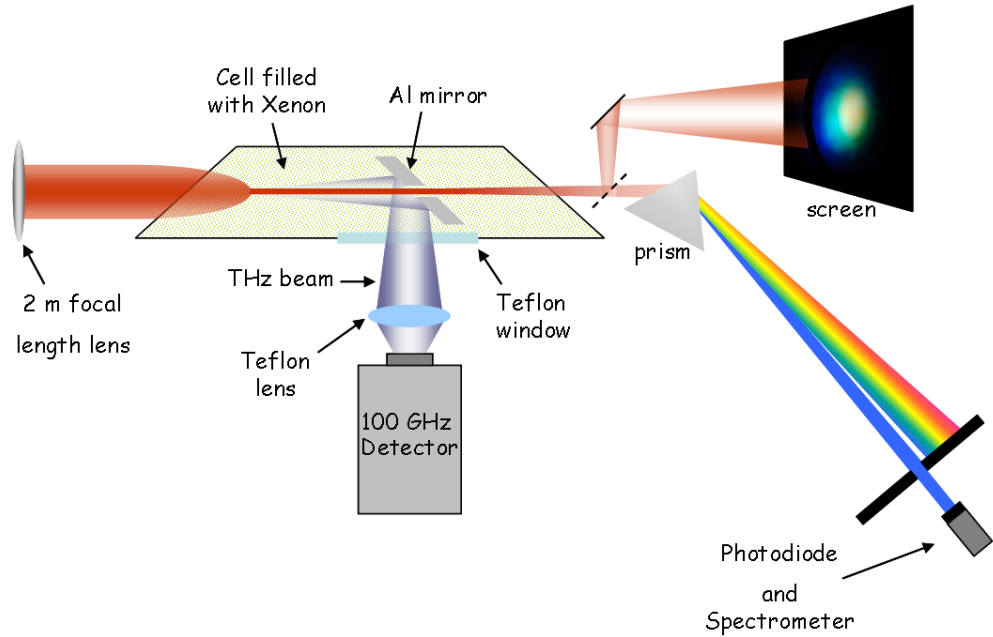 Cell filled
with Xenon
Al mirror
screen
prism
THz beam
2 m focal
length lens
Teflon
window
Teflon
lens
100 GHz
Detector
Photodiode
and
Spectrometer